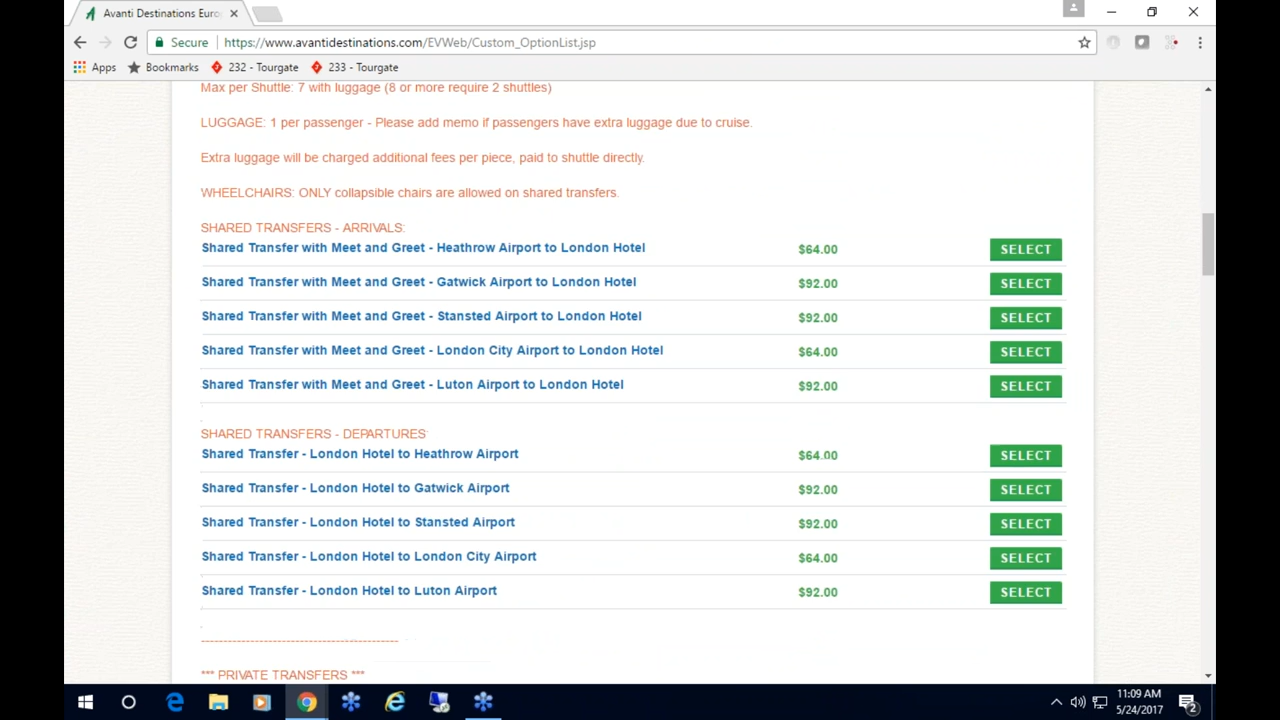 Avanti Destinations Euro
Secure
https://www.avantidestinations.com/EVWeb/Custom_OptionList.jsp
Apps
Bookmarks
232 - Tourgate
233 - Tourgate
Max per Shuttle: 7 with luggage (8 or more require 2 shuttles)
LUGGAGE: 1 per passenger - Please add memo if passengers have extra luggage due to cruise.
Extra luggage will be charged additional fees per piece, paid to shuttle directly.
WHEELCHAIRS: ONLY collapsible chairs are allowed on shared transfers.
SHARED TRANSFERS - ARRIVALS:
Shared Transfer with Meet and Greet - Heathrow Airport to London Hotel $64.00 SELECT
Shared Transfer with Meet and Greet - Gatwick Airport to London Hotel $92.00 SELECT
Shared Transfer with Meet and Greet - Stansted Airport to London Hotel $92.00 SELECT
Shared Transfer with Meet and Greet - London City Airport to London Hotel $64.00 SELECT
Shared Transfer with Meet and Greet - Luton Airport to London Hotel $92.00 SELECT
.
SHARED TRANSFERS - DEPARTURES
Shared Transfer - London Hotel to Heathrow Airport $64.00 SELECT
Shared Transfer - London Hotel to Gatwick Airport $92.00 SELECT
Shared Transfer - London Hotel to Stansted Airport $92.00 SELECT
Shared Transfer - London Hotel to London City Airport $64.00 SELECT
Shared Transfer - London Hotel to Luton Airport $92.00 SELECT
.
--------------------------------------------
*** PRIVATE TRANSFERS ***
11:09 AM
5/24/2017
2